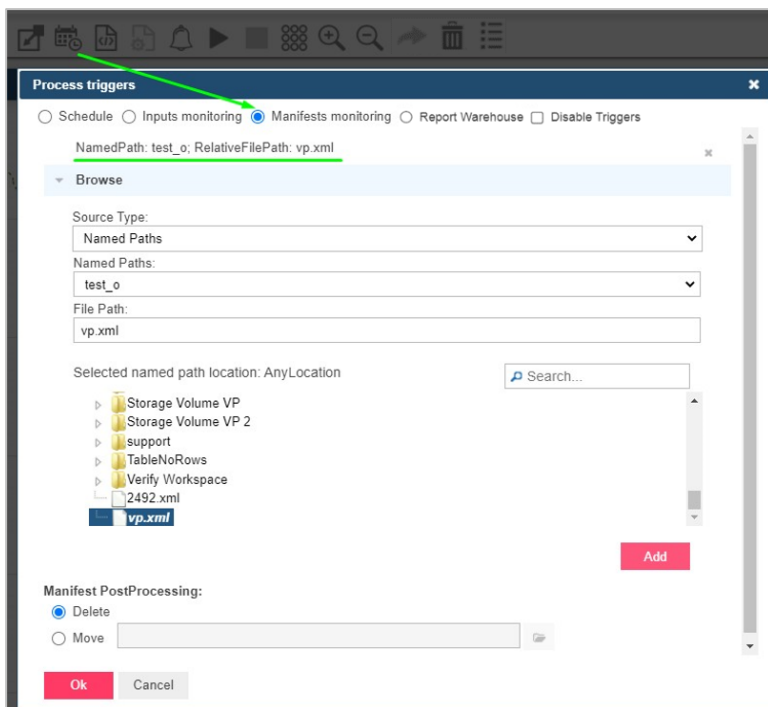 Process triggers
Schedule Inputs monitoring Manifests monitoring Report Warehouse Disable Triggers
NamedPath: test_o; RelativeFilePath: vp.xml
Browse
Source Type:
Named Paths
Named Paths:
test_o
File Path:
vp.xml
Selected named path location: AnyLocation Search...
Storage Volume VP
Storage Volume VP 2
support
TableNoRows
Verify Workspace
2492.xml
vp.xml
Add
Manifest PostProcessing:
Delete
Move
Ok Cancel